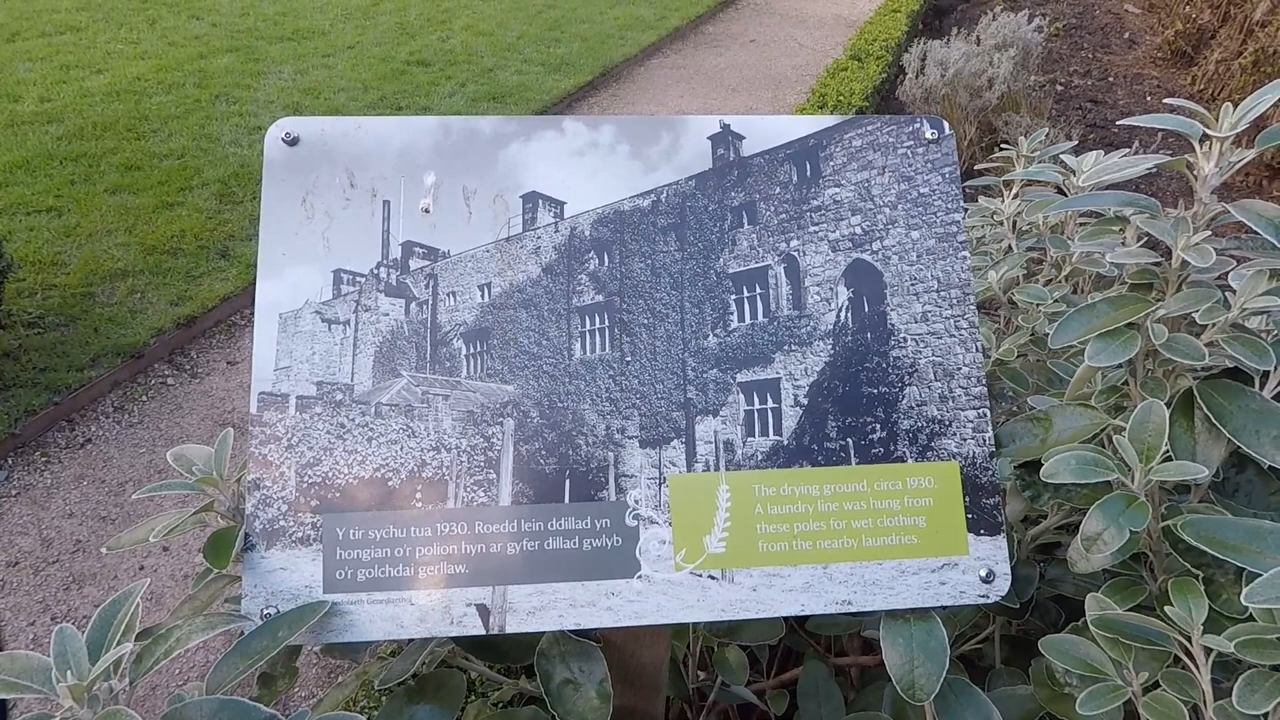 Y tir sychu tua 1930. Roedd lein ddillad yn
hongian o'r polion hyn ar gyfer dillad gwlyb
o'r golchdai gerllaw.
The drying ground, circa 1930.
A laundry line was hung from
these poles for wet clothing
from the nearby laundries.